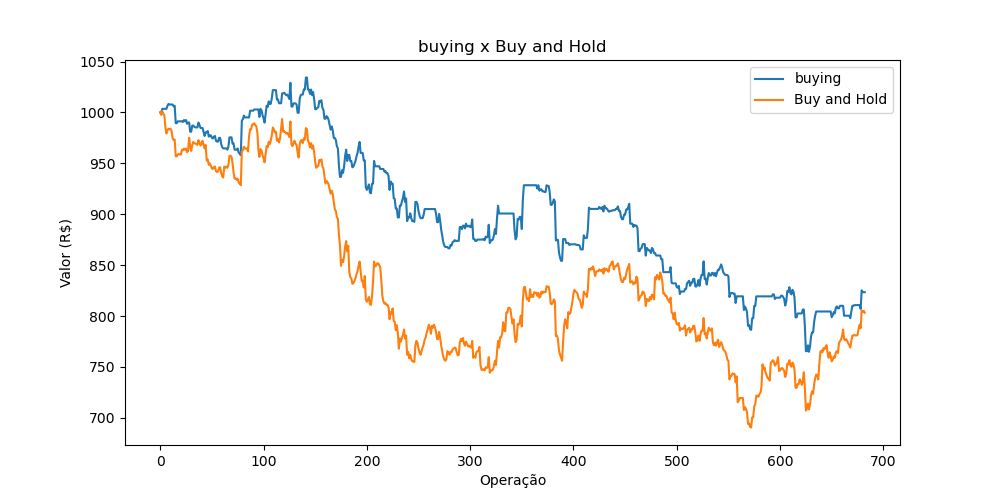 buying x Buy and Hold
1050
1000
950
900
850
800
750
700
Valor (R$)
buying
Buy and Hold
0 100 200 300 400 500 600 700
Operação